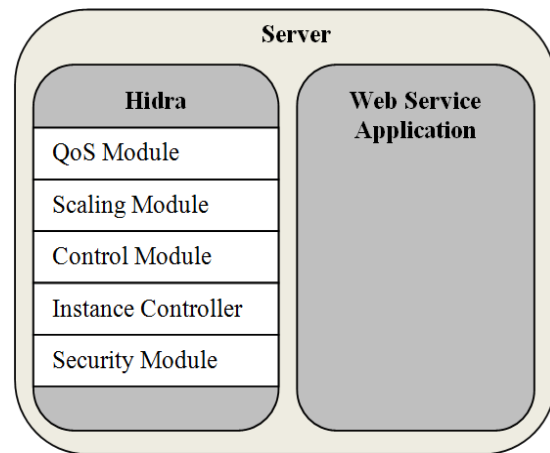 Server
Hidra
QoS Module
Scaling Module
Control Module
Instance Controller
Security Module
Web Service
Application